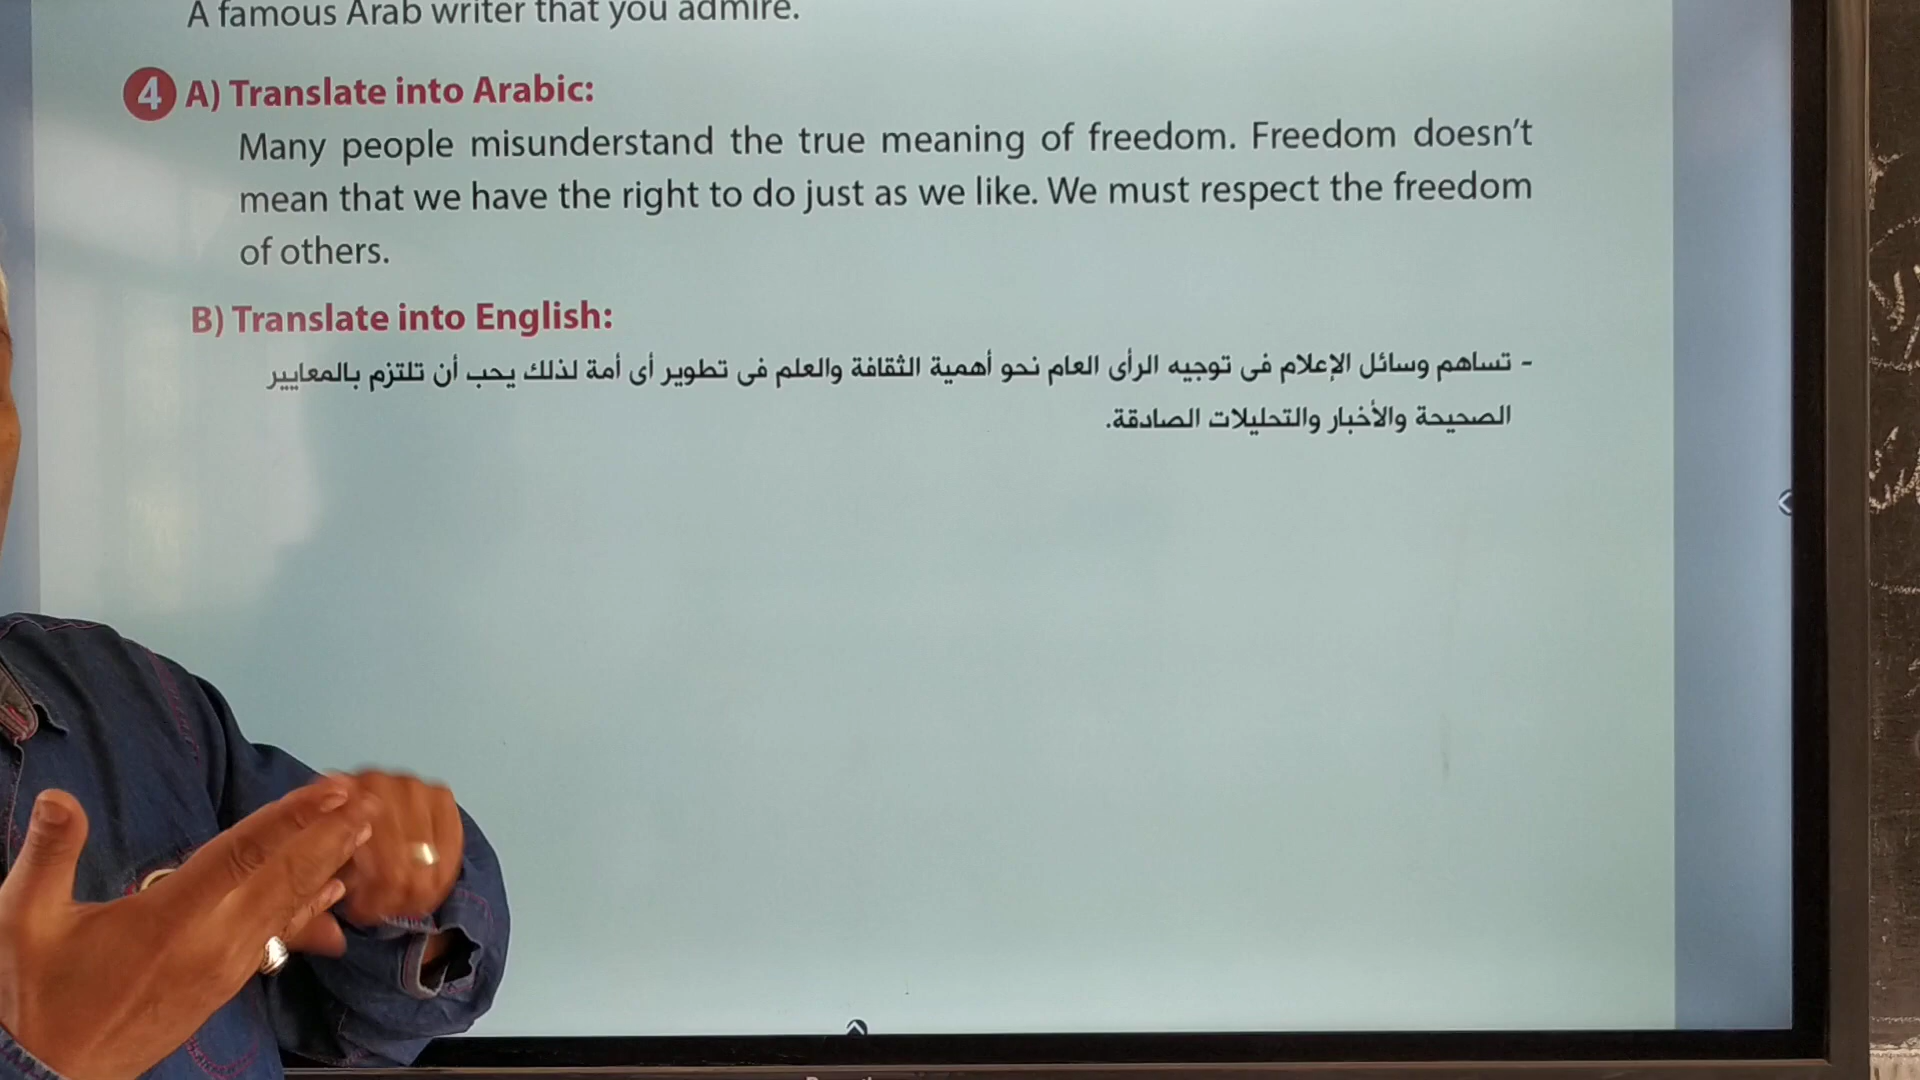 A famous Arab writer that you admire.
4 A) Translate into Arabic:
Many people misunderstand the true meaning of freedom. Freedom doesn't
mean that we have the right to do just as we like. We must respect the freedom
of others.
B) Translate into English:
- تساهم وسائل الإعلام فى توجيه الرأى العام نحو أهمية الثقافة والعلم فى تطوير أى أمة لذلك يحب أن تلتزم بالمعايير
الصحيحة والأخبار والتحليلات الصادقة.